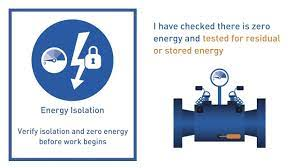 Energy Isolation
Verify isolation and zero energy
before work begins
I have checked there is zero
energy and tested for residual
or stored energy